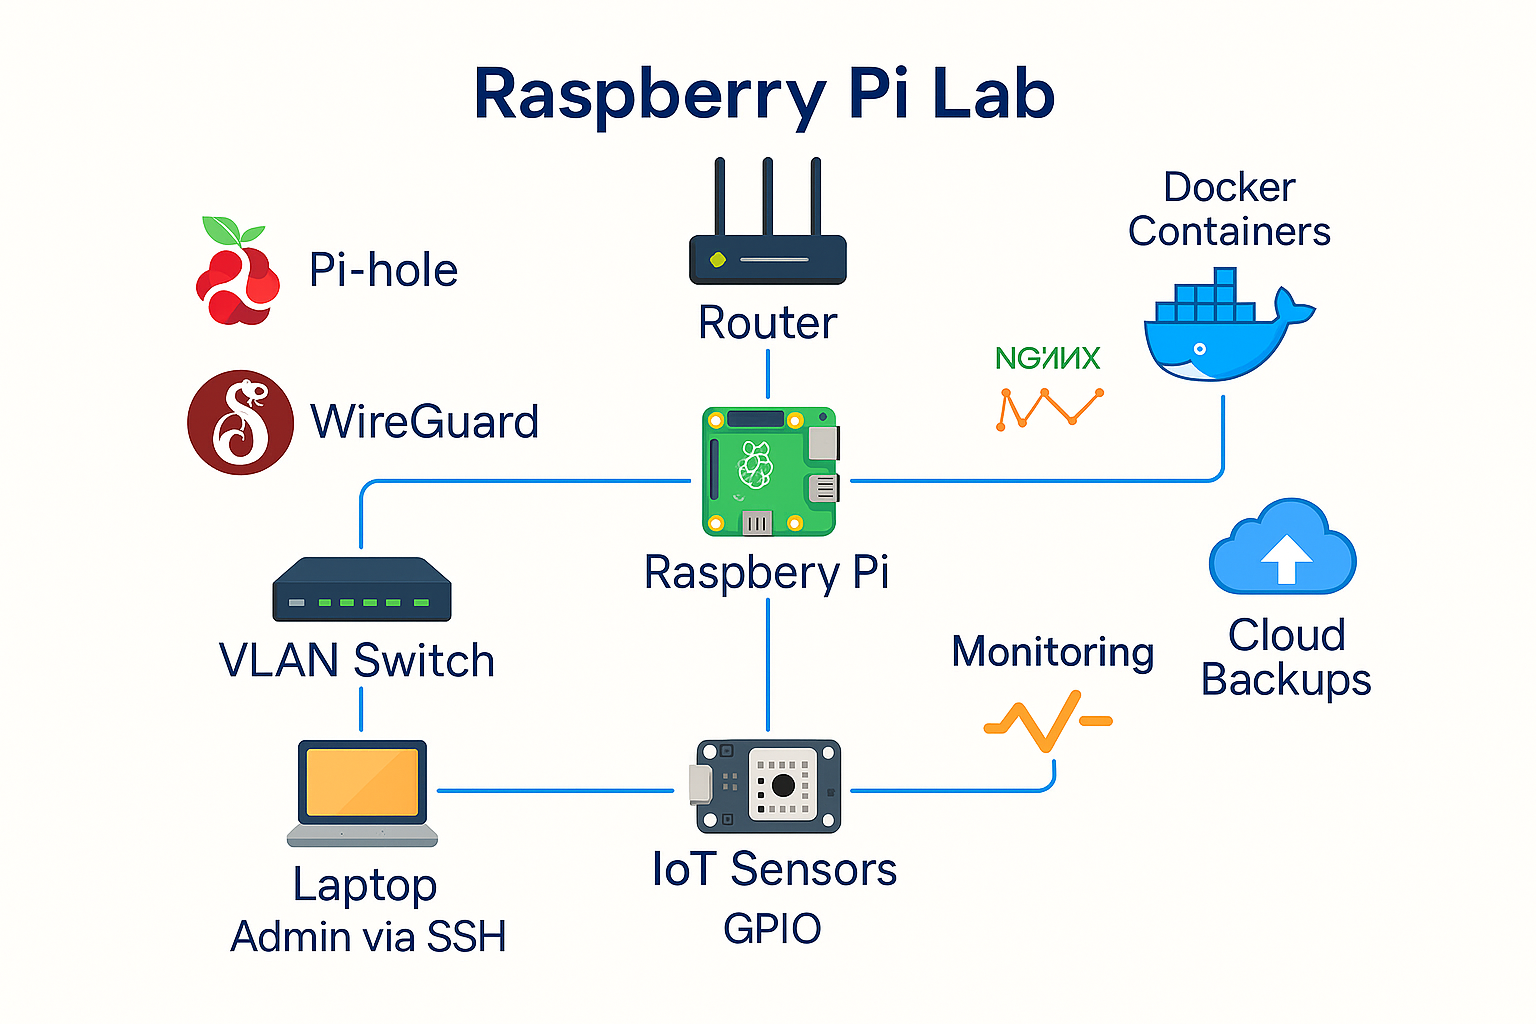 Raspberry Pi Lab
Docker
Containers
Pi-hole
Router
NGINX
WireGuard
Raspbery Pi
VLAN Switch
Monitoring
Cloud
Backups
Laptop
Admin via SSH
IoT Sensors
GPIO